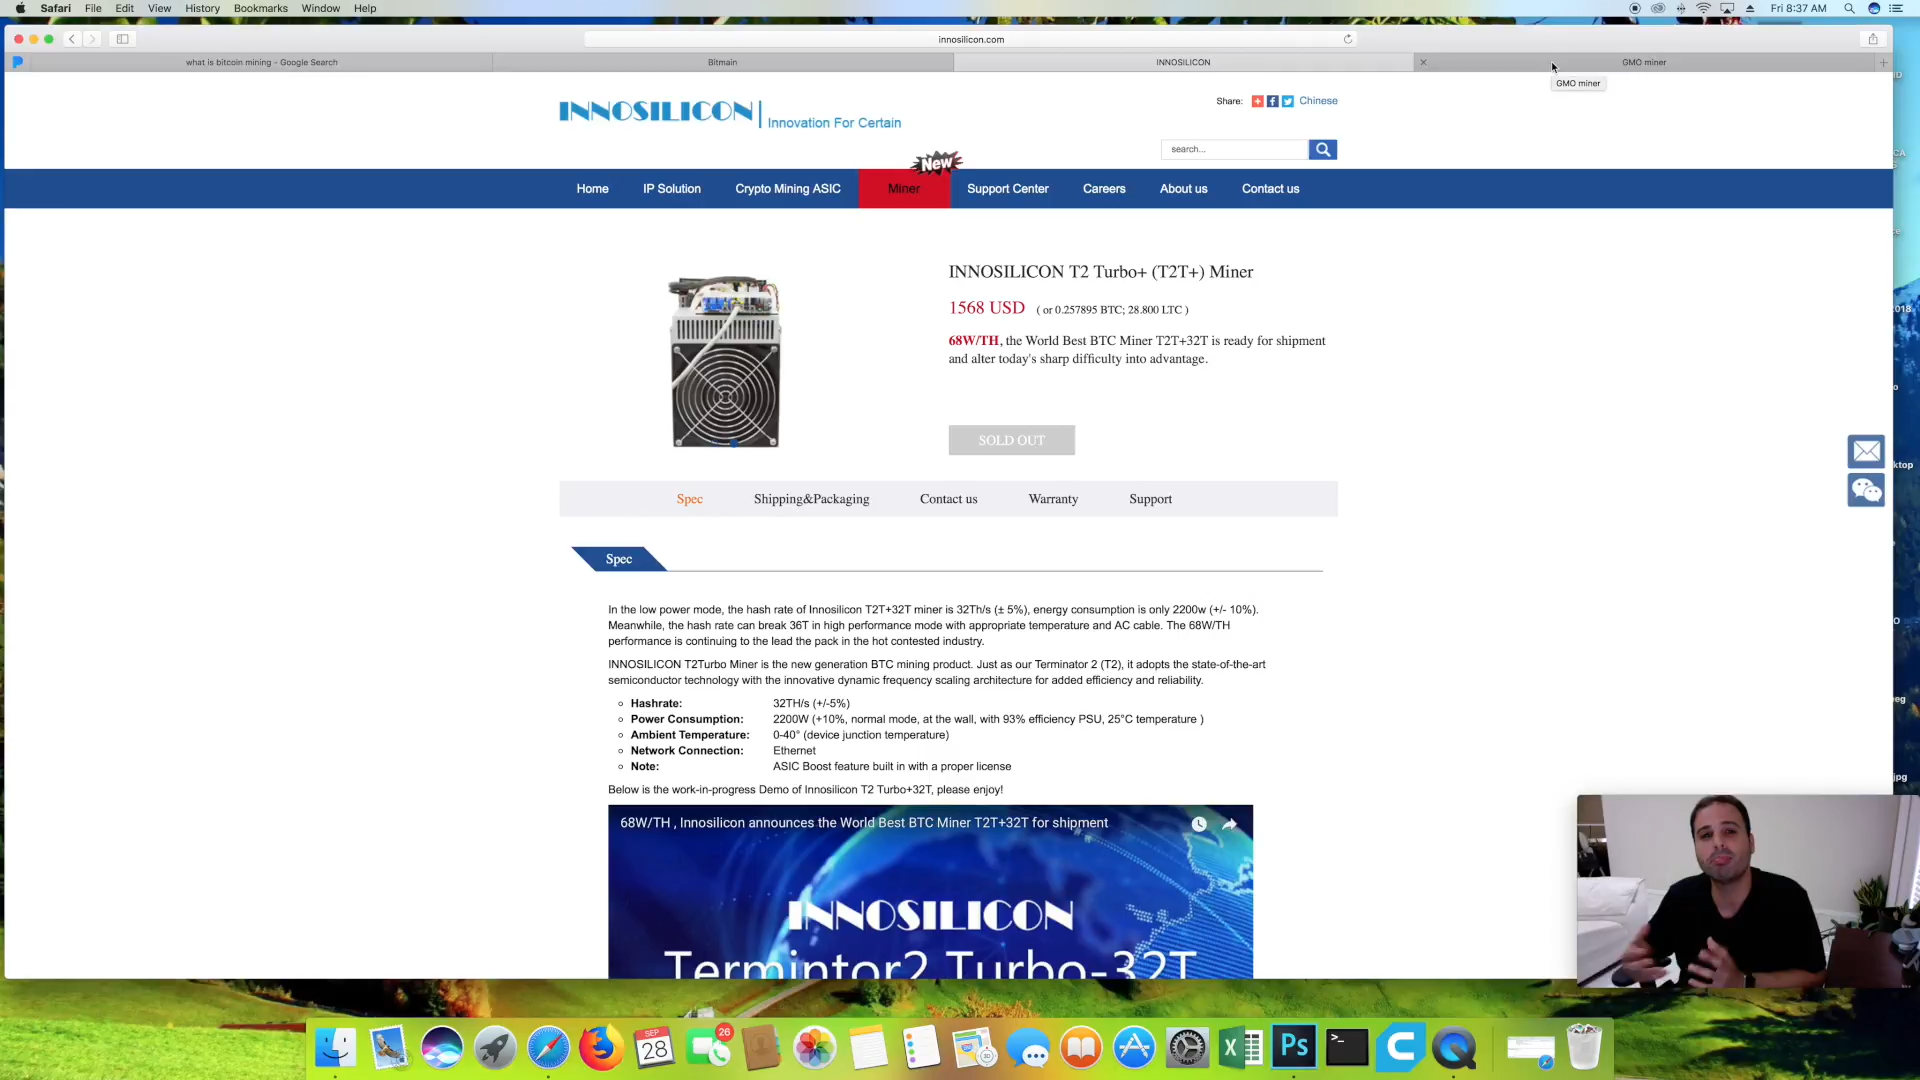 Safari File Edit View History Bookmarks Window Help
Fri 8:37 AM
innosilicon.com
what is bitcoin mining - Google Search
Bitmain
INNOSILICON
GMO miner
GMO miner
INNOSILICON
Innovation For Certain
Share:
Chinese
search...
New
Home
IP Solution
Crypto Mining ASIC
Miner
Support Center
Careers
About us
Contact us
INNOSILICON T2 Turbo+ (T2T+) Miner
1568 USD ( or 0.257895 BTC; 28.800 LTC )
68W/TH, the World Best BTC Miner T2T+32T is ready for shipment
and alter today's sharp difficulty into advantage.
SOLD OUT
Spec
Shipping&Packaging
Contact us
Warranty
Support
Spec
In the low power mode, the hash rate of Innosilicon T2T+32T miner is 32Th/s (± 5%), energy consumption is only 2200w (+/- 10%).
Meanwhile, the hash rate can break 36T in high performance mode with appropriate temperature and AC cable. The 68W/TH
performance is continuing to the lead the pack in the hot contested industry.
INNOSILICON T2Turbo Miner is the new generation BTC mining product. Just as our Terminator 2 (T2), it adopts the state-of-the-art
semiconductor technology with the innovative dynamic frequency scaling architecture for added efficiency and reliability.
Hashrate: 32TH/s (+/-5%)
Power Consumption: 2200W (+10%, normal mode, at the wall, with 93% efficiency PSU, 25°C temperature )
Ambient Temperature: 0-40° (device junction temperature)
Network Connection: Ethernet
Note: ASIC Boost feature built in with a proper license
Below is the work-in-progress Demo of Innosilicon T2 Turbo+32T, please enjoy!
68W/TH , Innosilicon announces the World Best BTC Miner T2T+32T for shipment
INNOSILICON
Termintor2 Turbo-32T
2018
ktop
jpg
SEP
28
26
Ps